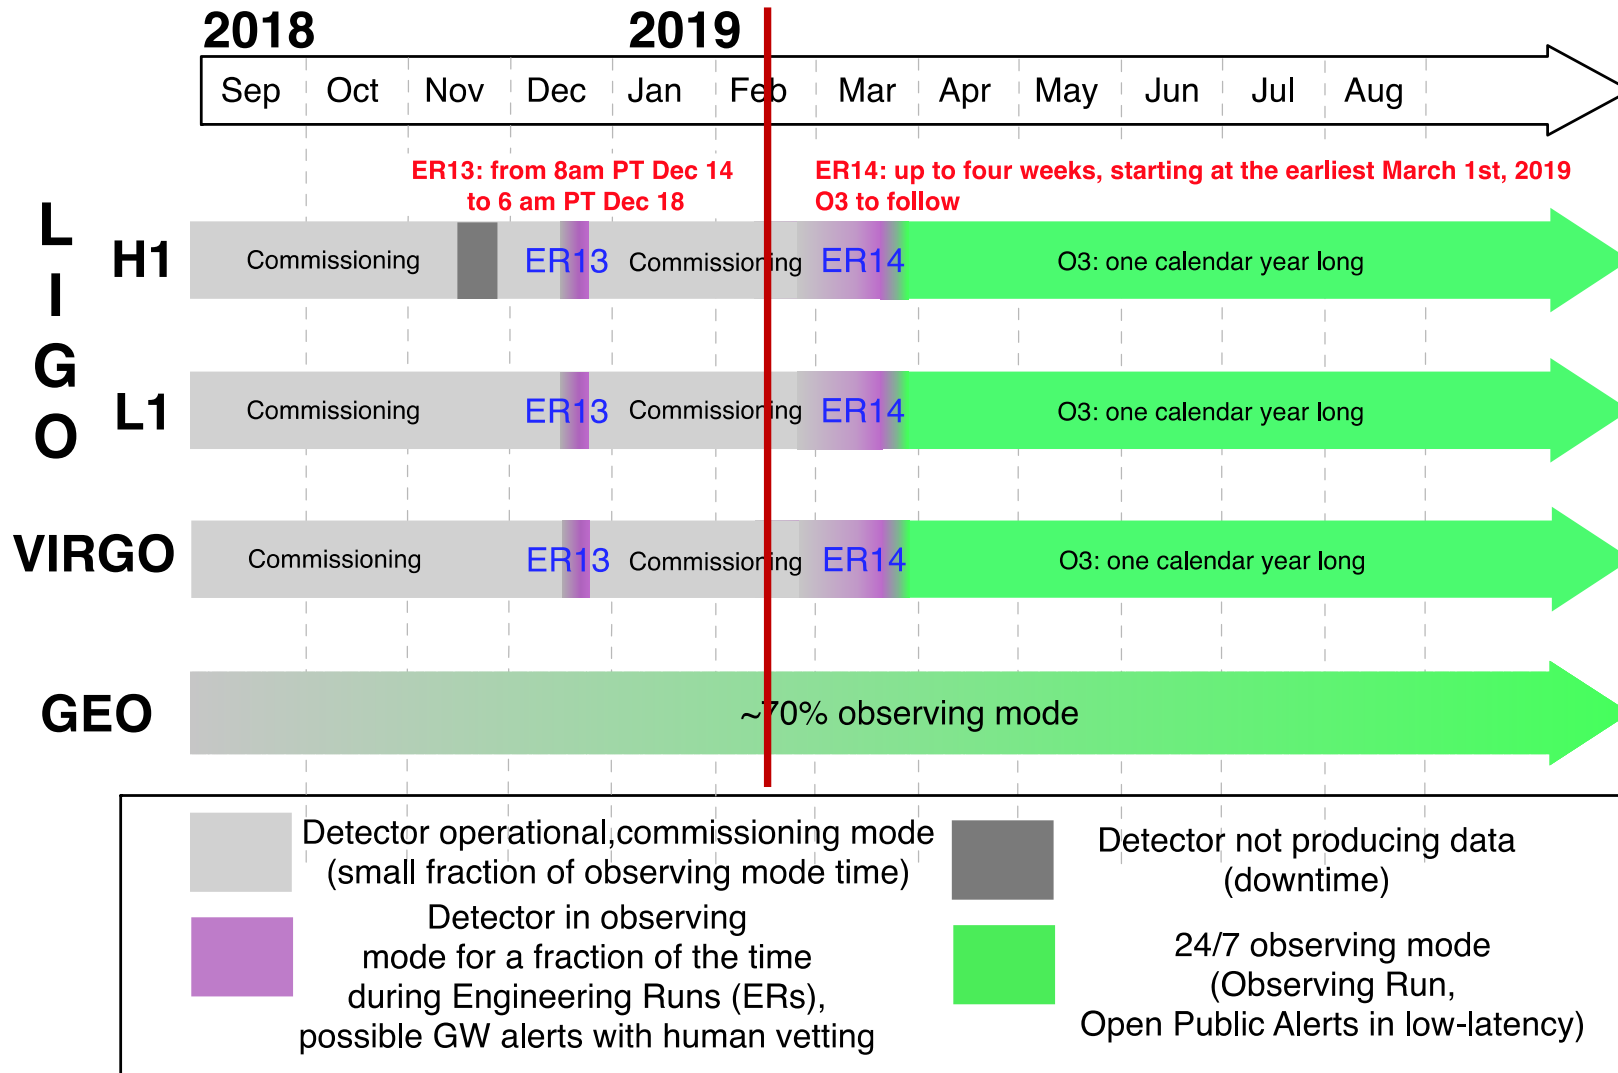 2018 2019
Sep Oct Nov Dec Jan Feb Mar Apr May Jun Jul Aug
ER13: from 8am PT Dec 14
to 6 am PT Dec 18
ER14: up to four weeks, starting at the earliest March 1st, 2019
O3 to follow
LIGO
H1 Commissioning ER13 Commissioning ER14 O3: one calendar year long
L1 Commissioning ER13 Commissioning ER14 O3: one calendar year long
VIRGO Commissioning ER13 Commissioning ER14 O3: one calendar year long
GEO ~70% observing mode
Detector operational,commissioning mode
(small fraction of observing mode time)
Detector not producing data
(downtime)
Detector in observing
mode for a fraction of the time
during Engineering Runs (ERs),
possible GW alerts with human vetting
24/7 observing mode
(Observing Run,
Open Public Alerts in low-latency)